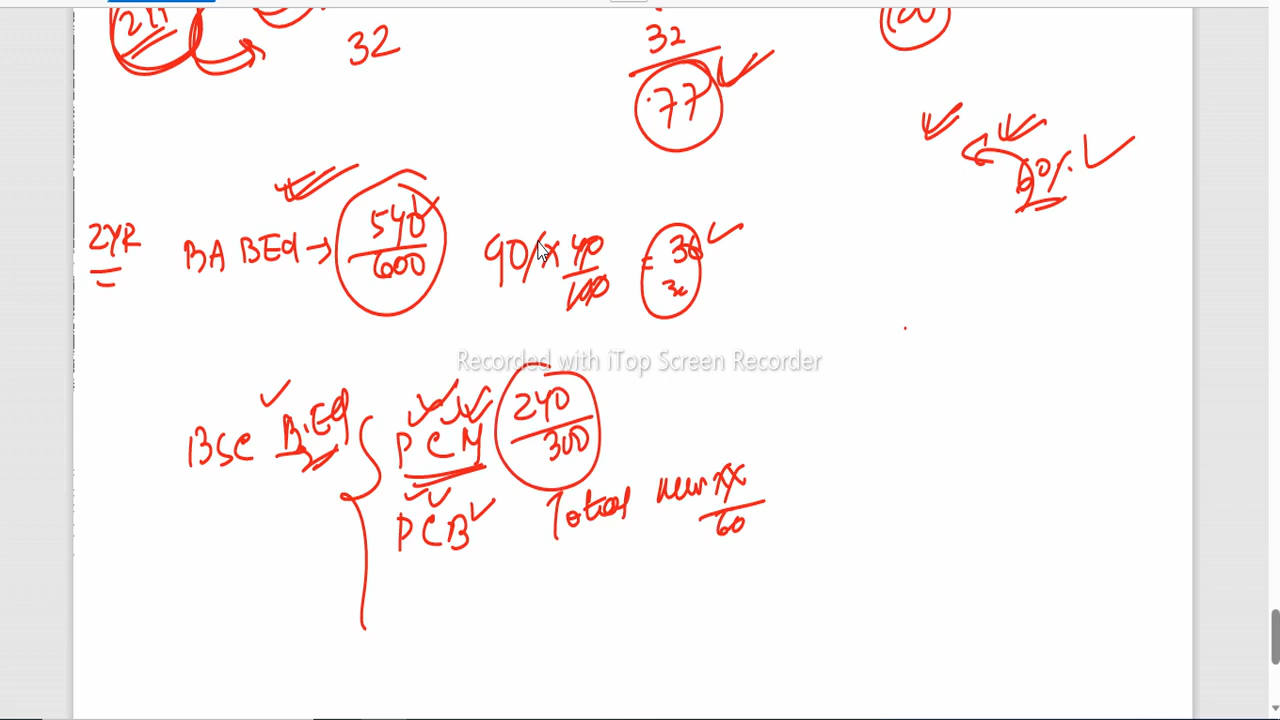 32
32
77
60%
2YR BA BEd → 540/600 90% x 40/100 = 36
Recorded with iTop Screen Recorder
BSC B.Ed PCM 240/300
PCB Total
60